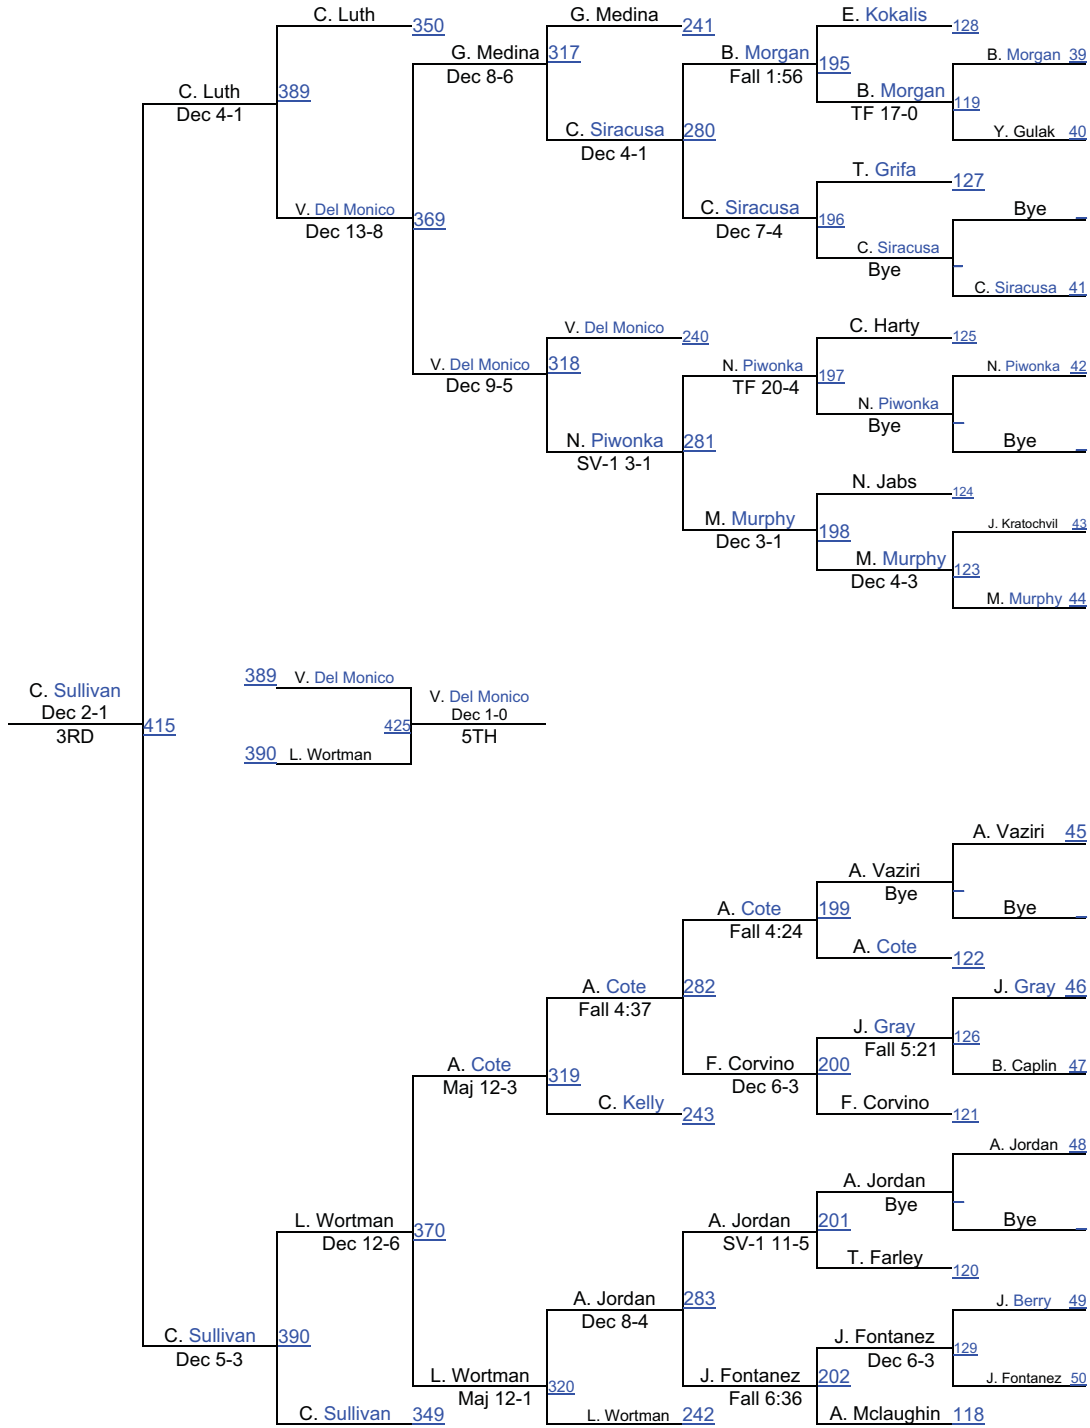 C. Luth 350
G. Medina 241
E. Kokalis 128
G. Medina 317
Dec 8-6
B. Morgan 195
Fall 1:56
B. Morgan 39
C. Luth 389
Dec 4-1
B. Morgan 119
TF 17-0
C. Siracusa 280
Dec 4-1
Y. Gulak 40
T. Grifa 127
V. Del Monico 369
Dec 13-8
C. Siracusa 196
Dec 7-4
Bye
C. Siracusa
Bye
C. Siracusa 41
V. Del Monico 240
C. Harty 125
V. Del Monico 318
Dec 9-5
N. Piwonka 197
TF 20-4
N. Piwonka 42
N. Piwonka
Bye
N. Piwonka 281
SV-1 3-1
Bye
N. Jabs 124
M. Murphy 198
Dec 3-1
J. Kratochvil 43
M. Murphy 123
Dec 4-3
M. Murphy 44
C. Sullivan
Dec 2-1
3RD
415
389 V. Del Monico
V. Del Monico
Dec 1-0
425
5TH
390 L. Wortman
A. Vaziri 45
A. Vaziri
Bye
A. Cote 199
Fall 4:24
Bye
A. Cote 122
A. Cote 282
Fall 4:37
J. Gray 46
J. Gray 126
Fall 5:21
A. Cote 319
Maj 12-3
F. Corvino 200
Dec 6-3
B. Caplin 47
C. Kelly 243
F. Corvino 121
A. Jordan 48
A. Jordan
Bye
L. Wortman 370
Dec 12-6
A. Jordan 201
SV-1 11-5
Bye
T. Farley 120
A. Jordan 283
Dec 8-4
J. Berry 49
C. Sullivan 390
Dec 5-3
J. Fontanez 129
Dec 6-3
L. Wortman 320
Maj 12-1
J. Fontanez 202
Fall 6:36
J. Fontanez 50
C. Sullivan 349
L. Wortman 242
A. Mclaughin 118